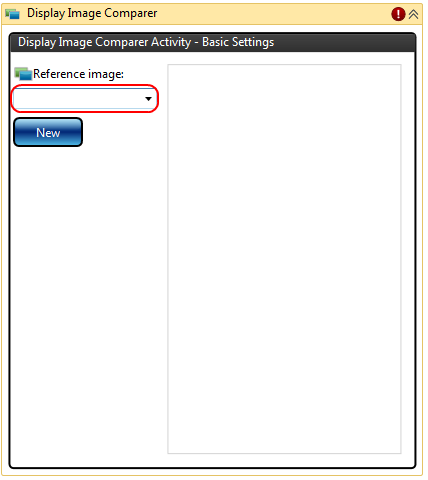 Display Image Comparer
Display Image Comparer Activity - Basic Settings
Reference image:
New